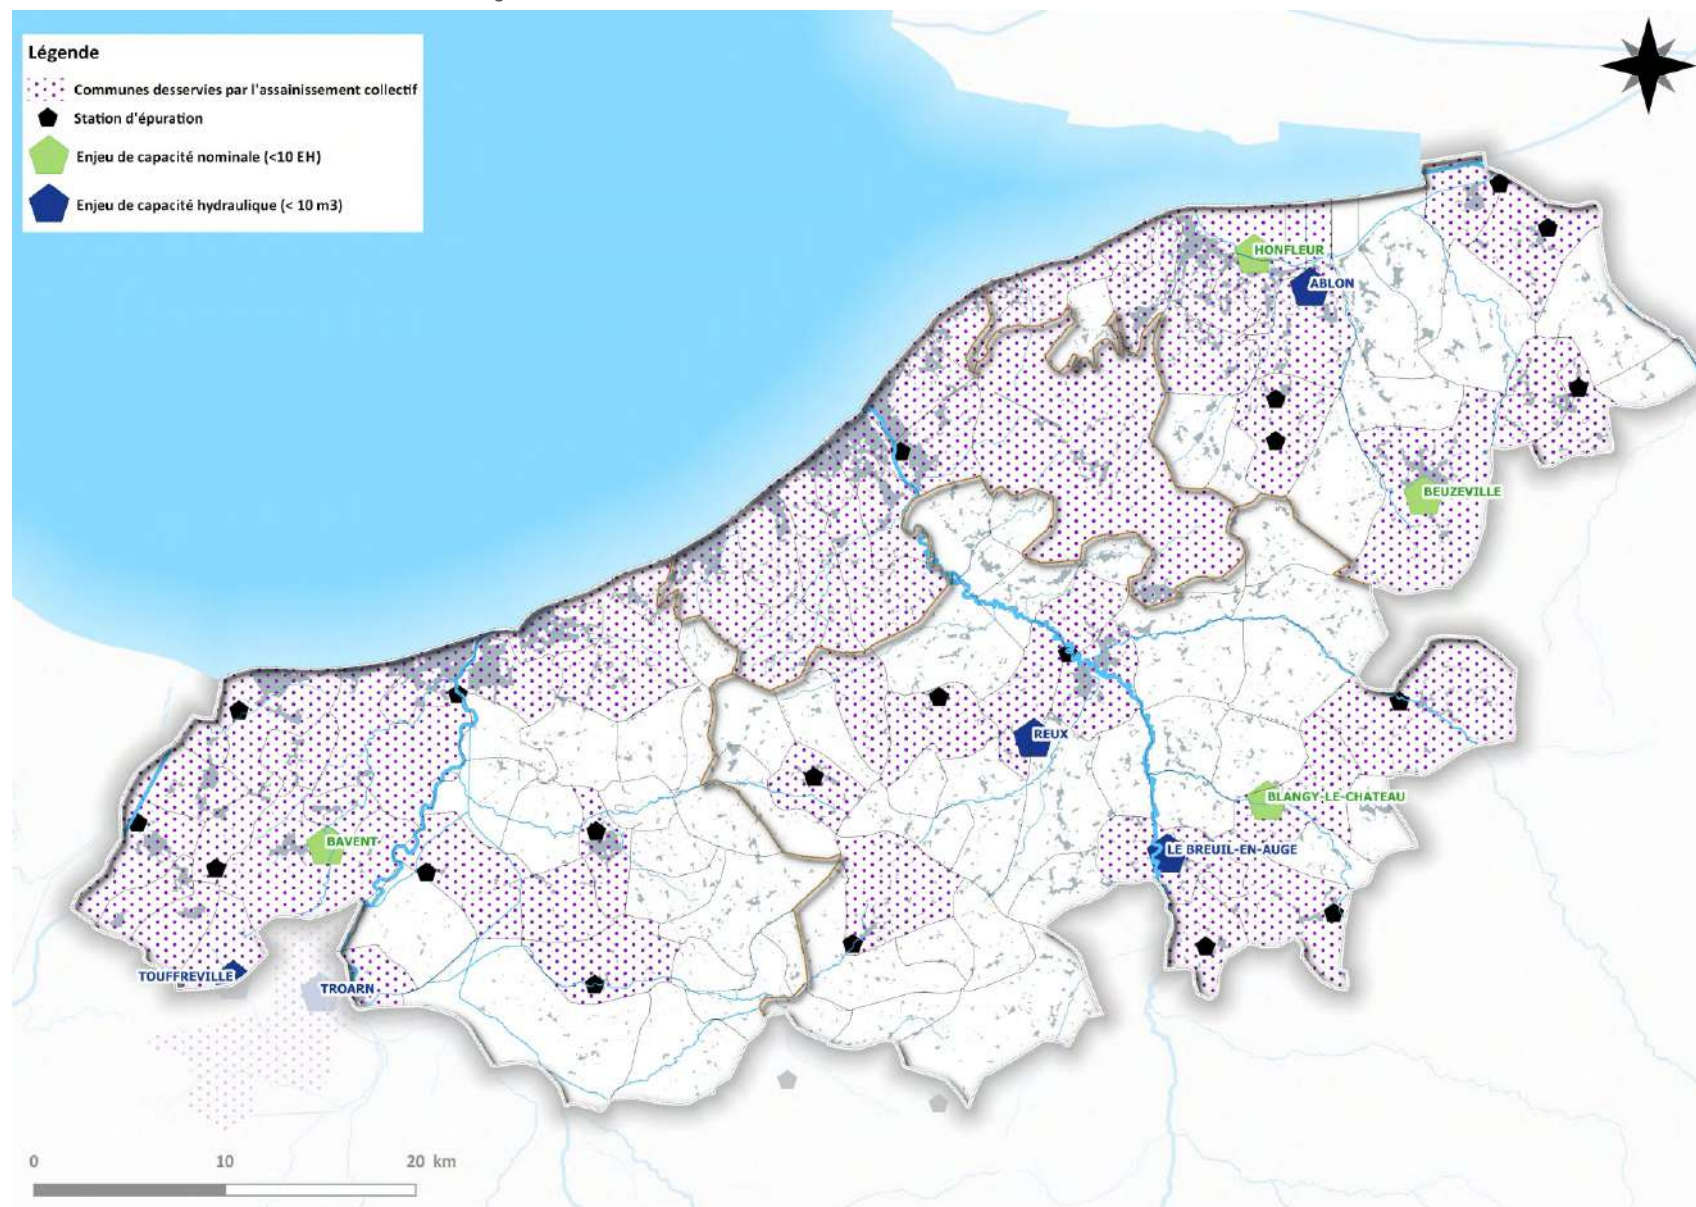 Légende
Communes desservies par l'assainissement collectif
Station d'épuration
Enjeu de capacité nominale (<10 EH)
Enjeu de capacité hydraulique (< 10 m3)
HONFLEUR
ABLON
BEUZEVILLE
REUX
BLANGY-LE-CHATEAU
BAVENT
LE BREUIL-EN-AUGE
TOUFFREVILLE
TROARN
0 10 20 km